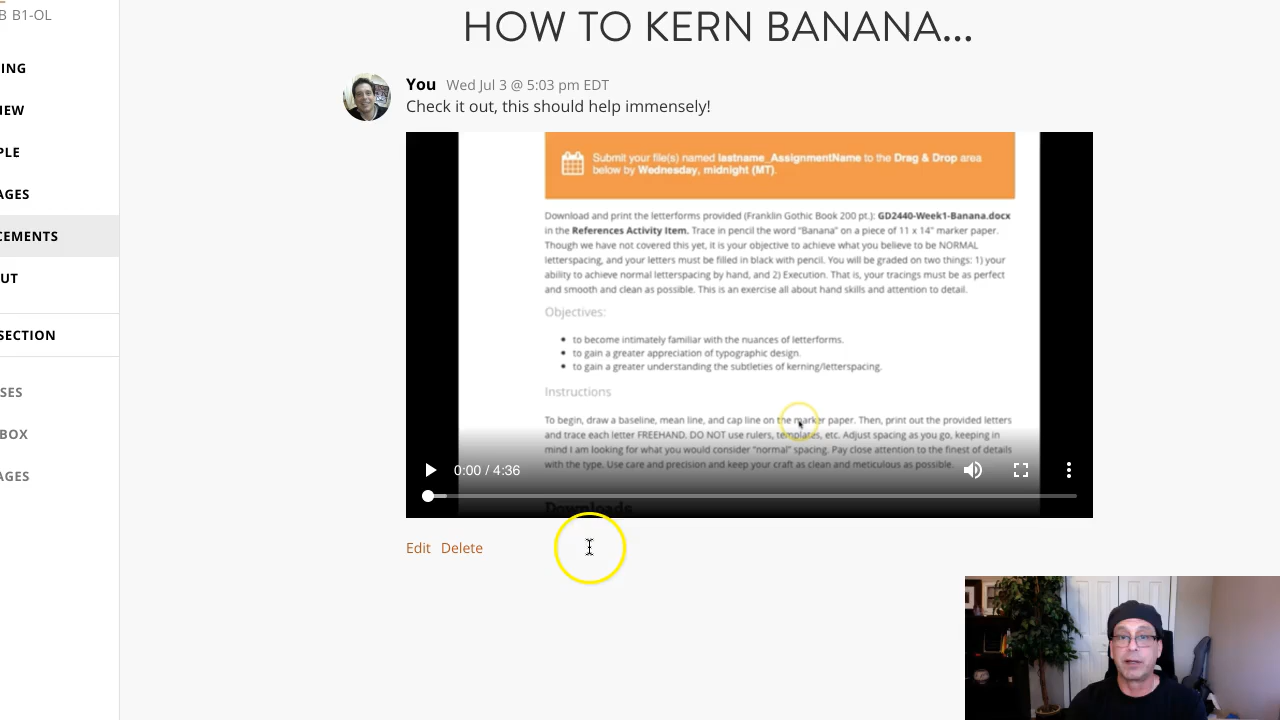 B B1-OL
ING
IEW
PLE
AGES
CEMENTS
UT
SECTION
SES
BOX
AGES
HOW TO KERN BANANA...
You Wed Jul 3 @ 5:03 pm EDT
Check it out, this should help immensely!
Submit your file(s) named lastname_AssignmentName to the Drag & Drop area
below by Wednesday, midnight (MT).
Download and print the letterforms provided (Franklin Gothic Book 200 pt.): GD2440-Week1-Banana.docx
in the References Activity Item. Trace in pencil the word "Banana" on a piece of 11 x 14" marker paper.
Though we have not covered this yet, it is your objective to achieve what you believe to be NORMAL
letterspacing, and your letters must be filled in black with pencil. You will be graded on two things: 1) your
ability to achieve normal letterspacing by hand, and 2) Execution. That is, your tracings must be as perfect
and smooth and clean as possible. This is an exercise all about hand skills and attention to detail.
Objectives:
• to become intimately familiar with the nuances of letterforms.
• to gain a greater appreciation of typographic design.
• to gain a greater understanding the subtleties of kerning/letterspacing.
Instructions
To begin, draw a baseline, mean line, and cap line on the marker paper. Then, print out the provided letters
and trace each letter FREEHAND. DO NOT use rulers, templates, etc. Adjust spacing as you go, keeping in
mind I am looking for what you would consider "normal" spacing. Pay close attention to the finest of details
with the type. Use care and precision and keep your craft as clean and meticulous as possible.
0:00 / 4:36
Downloads
Edit Delete